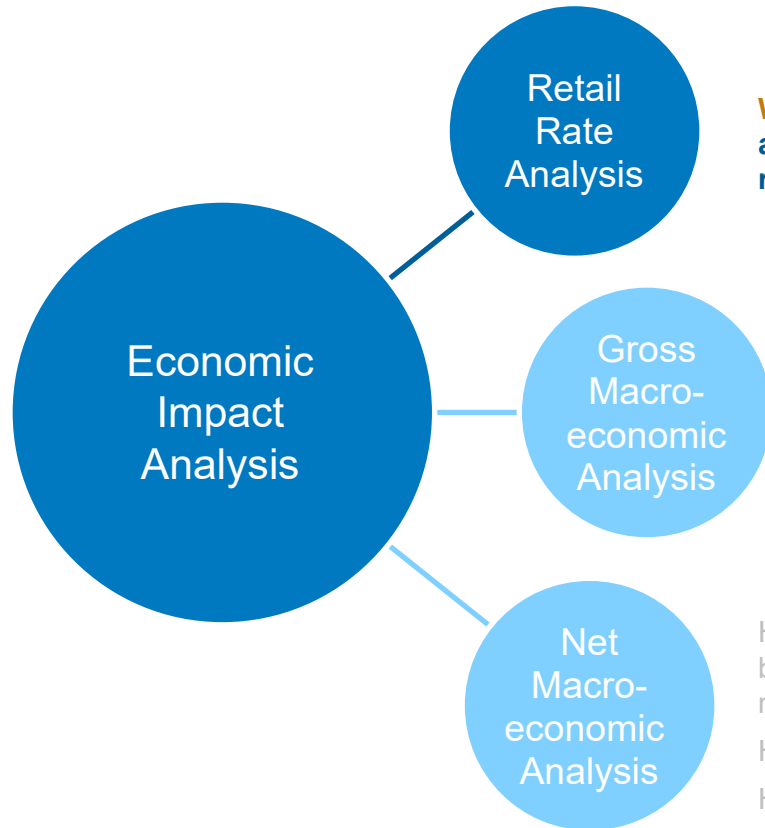 Retail
Rate
Analysis
Economic
Impact
Analysis
Gross
Macro-
economic
Analysis
Net
Macro-
economic
Analysis